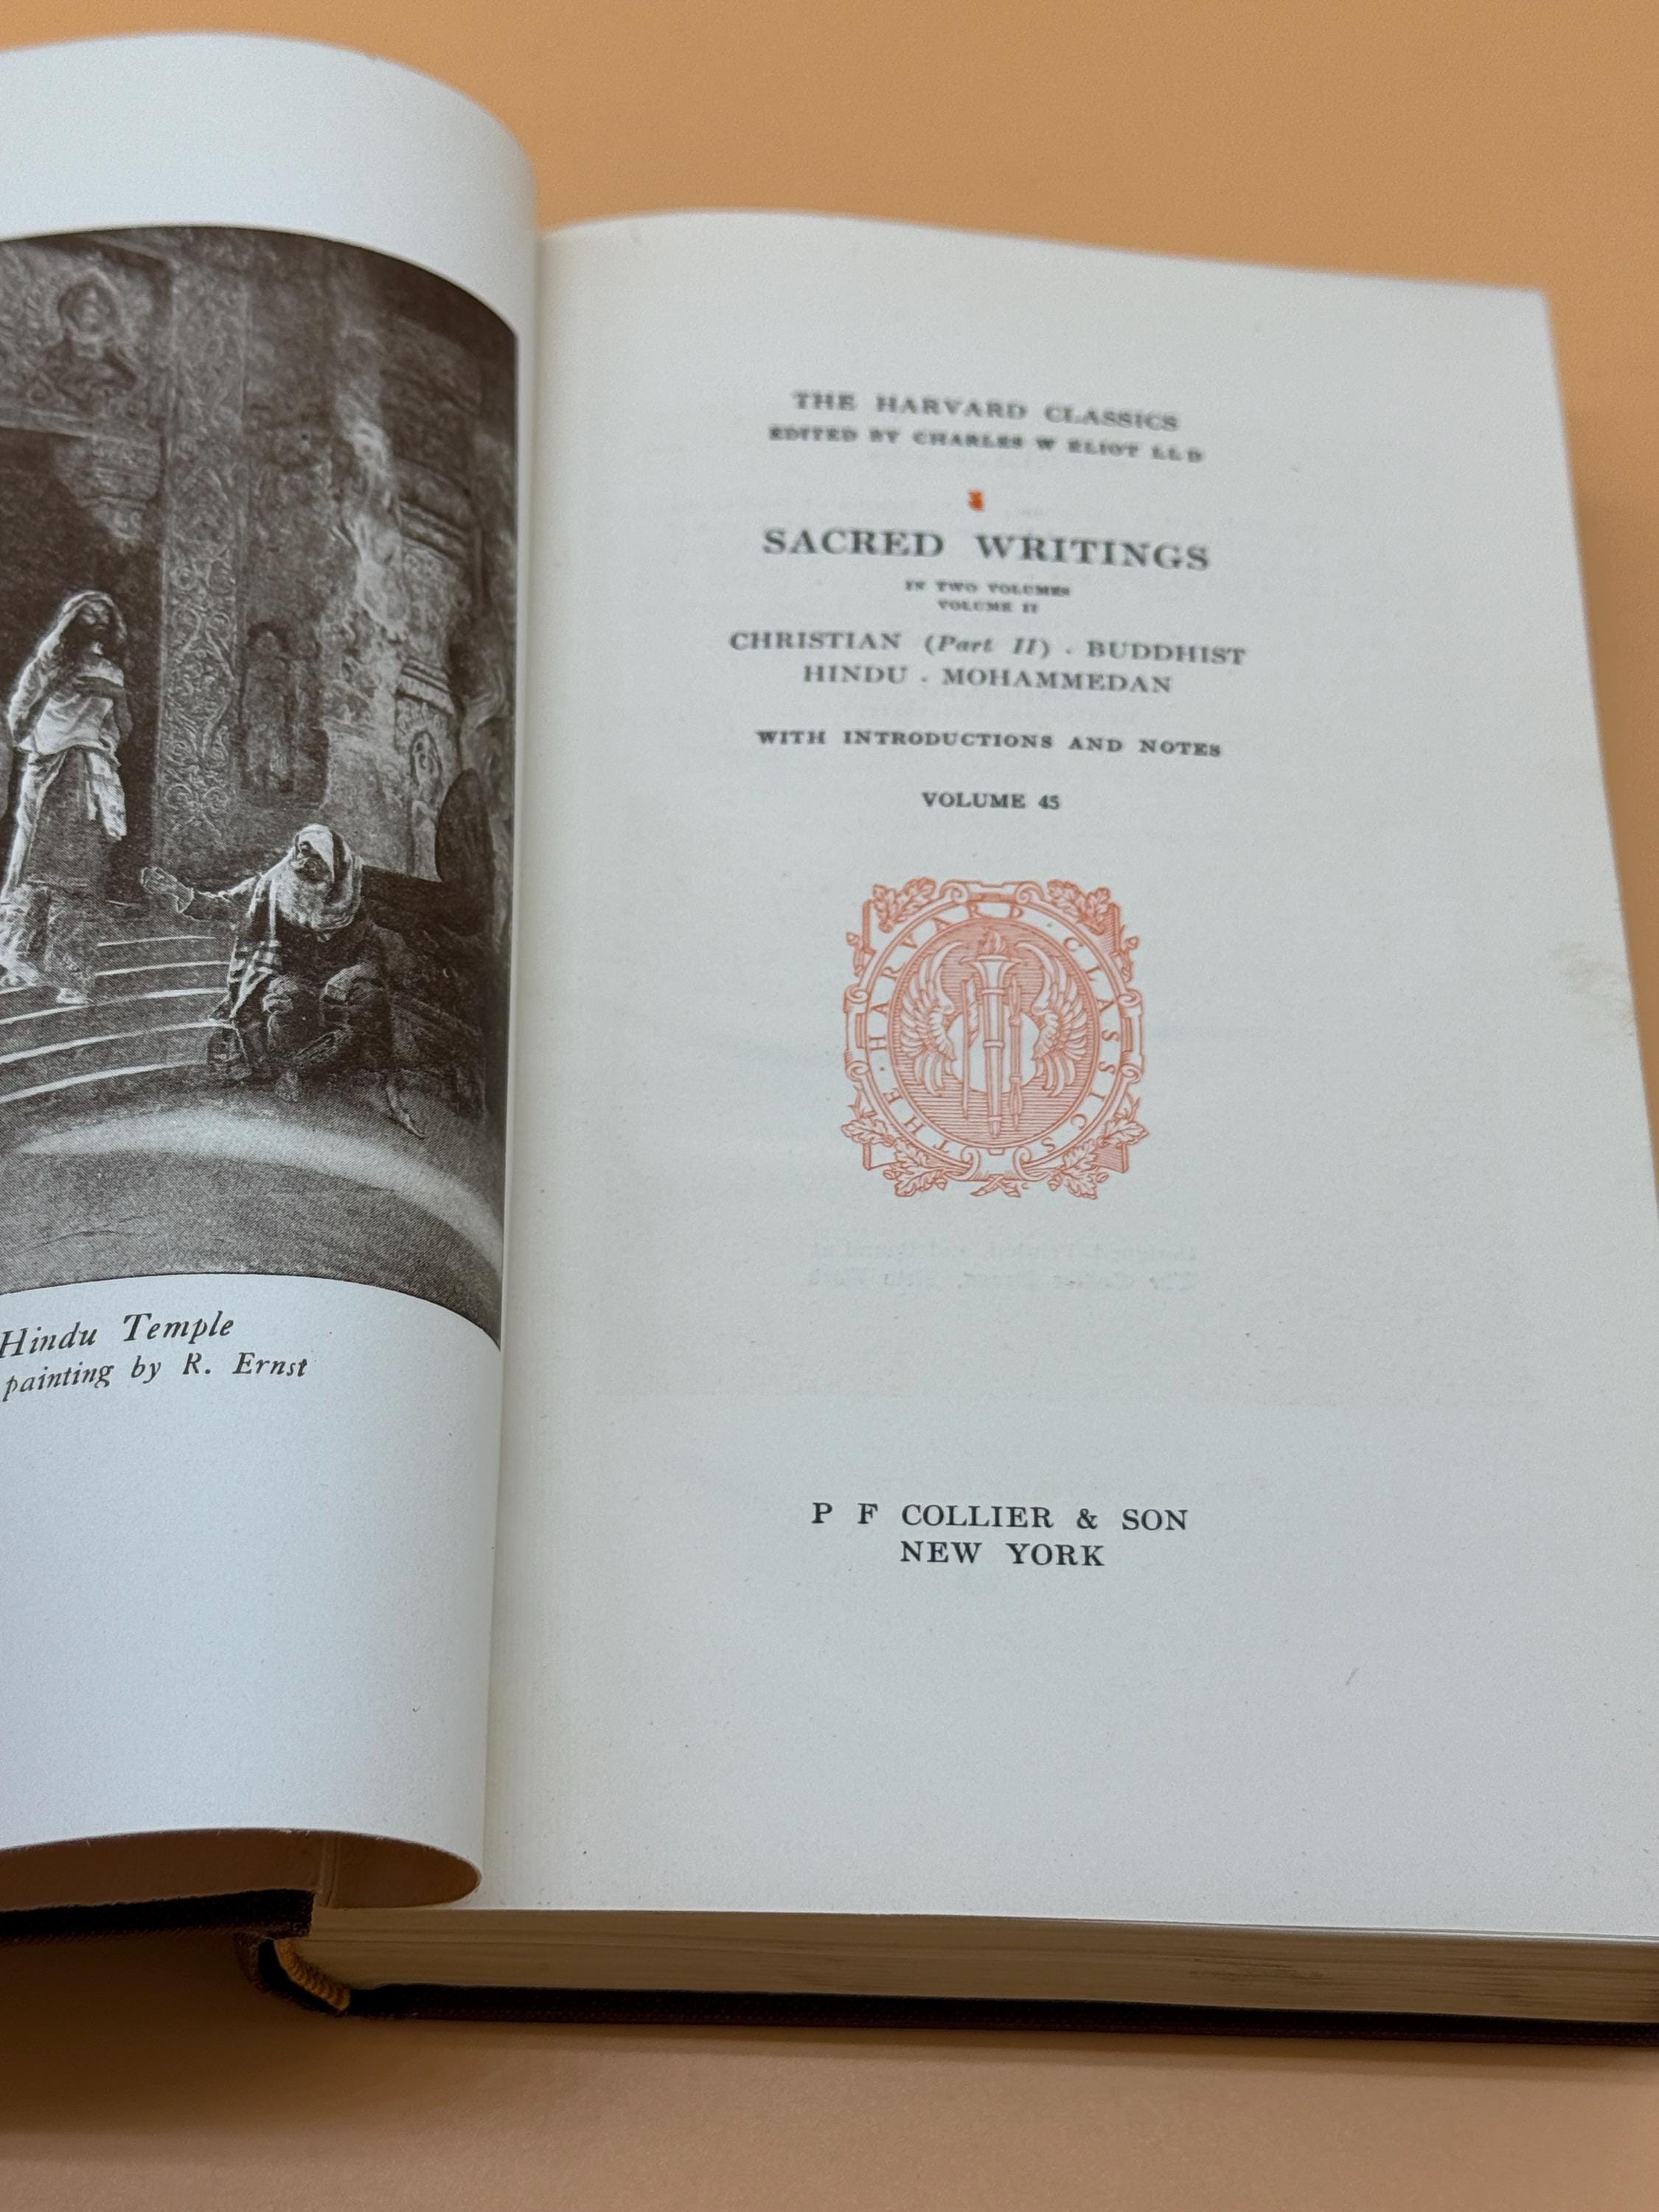 Hindu Temple
painting by R. Ernst
THE HARVARD CLASSICS
EDITED BY CHARLES W ELIOT LL D
SACRED WRITINGS
IN TWO VOLUMES
VOLUME II
CHRISTIAN (Part II) . BUDDHIST
HINDU . MOHAMMEDAN
WITH INTRODUCTIONS AND NOTES
VOLUME 45
THE · HARVARD · CLASSICS
P F COLLIER & SON
NEW YORK